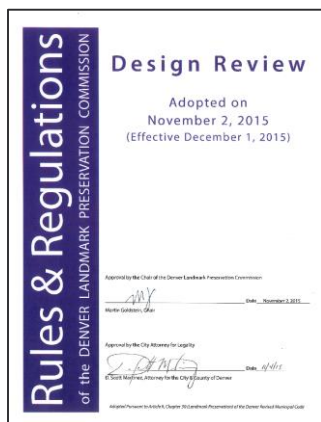 Rules & Regulations
of the DENVER LANDMARK PRESERVATION COMMISSION
Design Review
Adopted on
November 2, 2015
(Effective December 1, 2015)
Approval by the Chair of the Denver Landmark Preservation Commission
Date November 2, 2015
Martin Goldstein, Chair
Approval by the City Attorney for Legality
Date 11/4/15
D. Scott Martinez, Attorney for the City & County of Denver
Adopted Pursuant to Article II, Chapter 30 (Landmark Preservation) of the Denver Revised Municipal Code